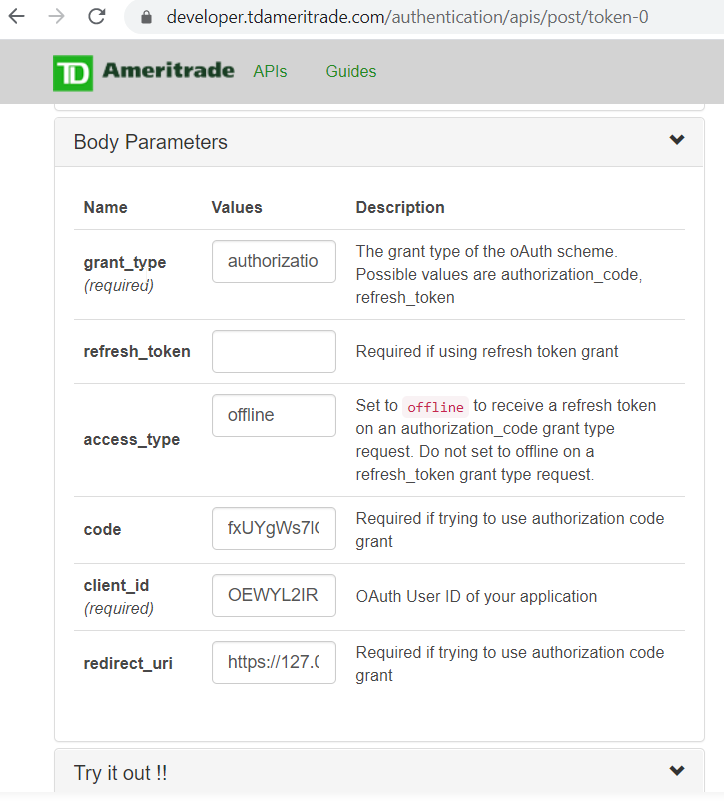 developer.tdameritrade.com/authentication/apis/post/token-0
TD Ameritrade APIs Guides
Body Parameters
Name Values Description
grant_type
(required)
authorizatio
The grant type of the oAuth scheme.
Possible values are authorization_code,
refresh_token
refresh_token
Required if using refresh token grant
access_type
offline
Set to offline to receive a refresh token
on an authorization_code grant type
request. Do not set to offline on a
refresh_token grant type request.
code
Required if trying to use authorization code
grant
client_id
(required)
OEWYL2IR
OAuth User ID of your application
redirect_uri
https://127.0
Required if trying to use authorization code
grant
Try it out !!